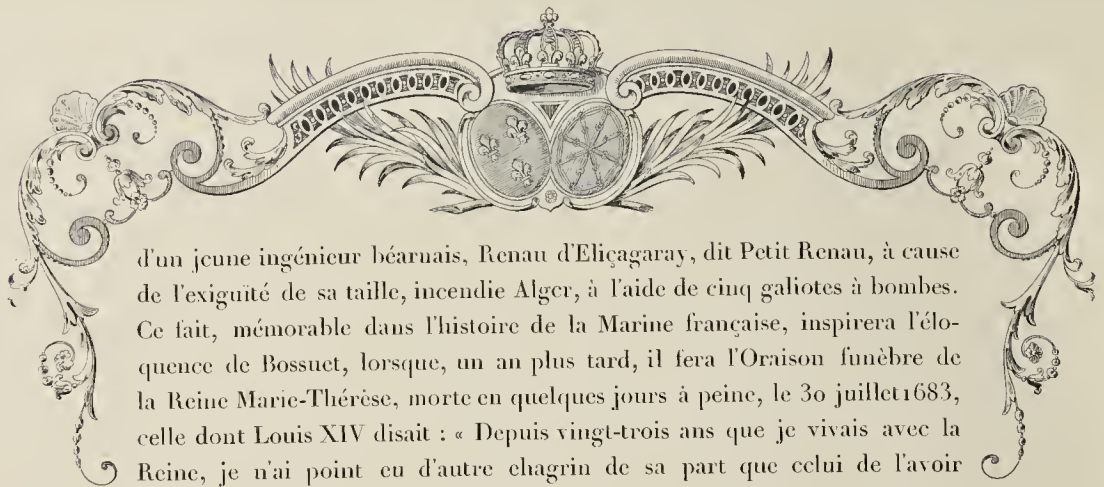 d'un jeune ingénieur béarnais, Renau d'Eliçagaray, dit Petit Renau, à cause
de l'exiguïté de sa taille, incendie Alger, à l'aide de cinq galiotes à bombes.
Ce fait, mémorable dans l'histoire de la Marine française, inspirera l'élo-
quence de Bossuet, lorsque, un an plus tard, il fera l'Oraison funèbre de
la Reine Marie-Thérèse, morte en quelques jours à peine, le 30 juillet 1683,
celle dont Louis XIV disait : « Depuis vingt-trois ans que je vivais avec la
Reine, je n'ai point eu d'autre chagrin de sa part que celui de l'avoir